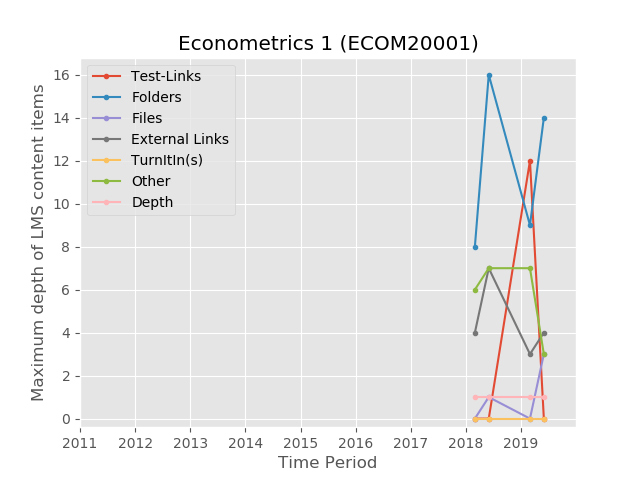 Econometrics 1 (ECOM20001)
Maximum depth of LMS content items
16
14
12
10
8
6
4
2
0
Test-Links
Folders
Files
External Links
TurnItIn(s)
Other
Depth
2011 2012 2013 2014 2015 2016 2017 2018 2019
Time Period